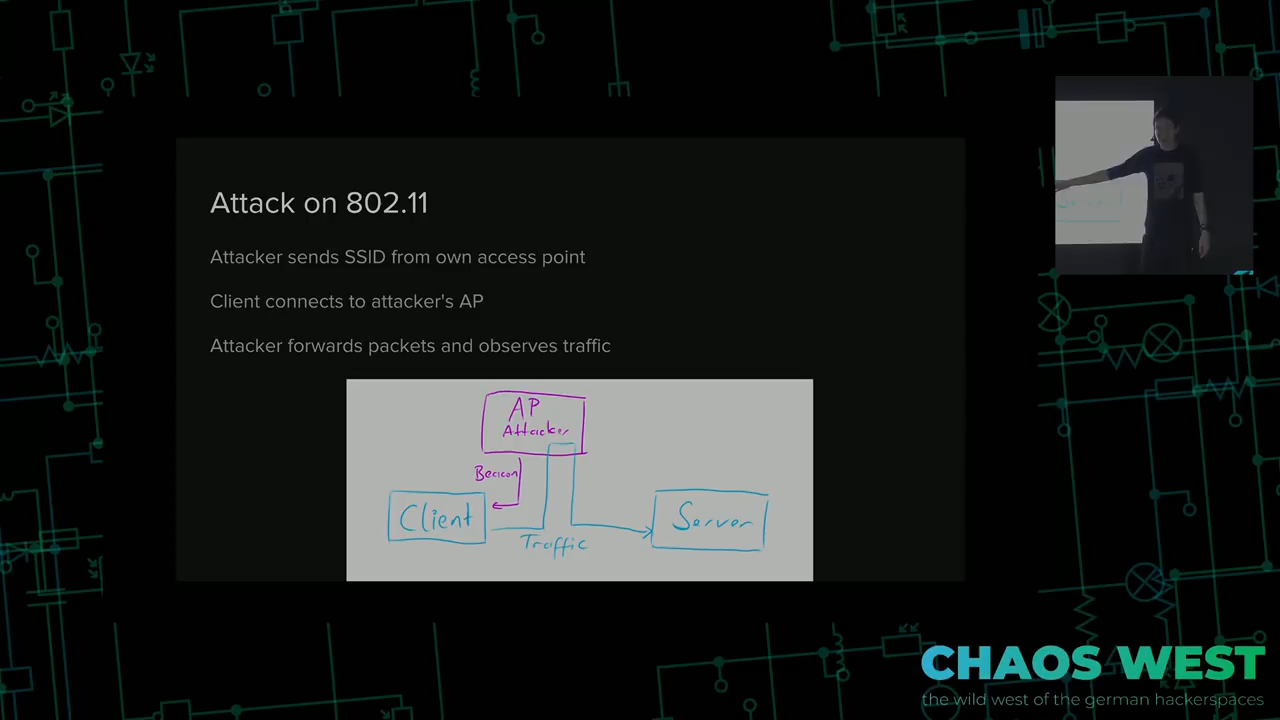 Attack on 802.11
Attacker sends SSID from own access point
Client connects to attacker's AP
Attacker forwards packets and observes traffic
AP
Attacker
Beacon
Client
Traffic
Server
CHAOS WEST
the wild west of the german hackerspaces